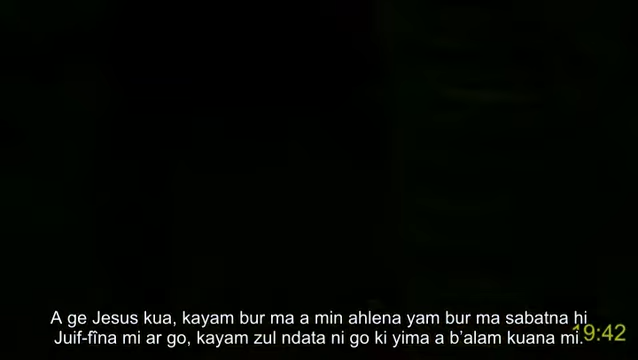 A ge Jesus kua, kayam bur ma a min ahlena yam bur ma sabatna hi
Juif-fîna mi ar go, kayam zul ndata ni go ki yima a b’alam kuana mi.
19:42